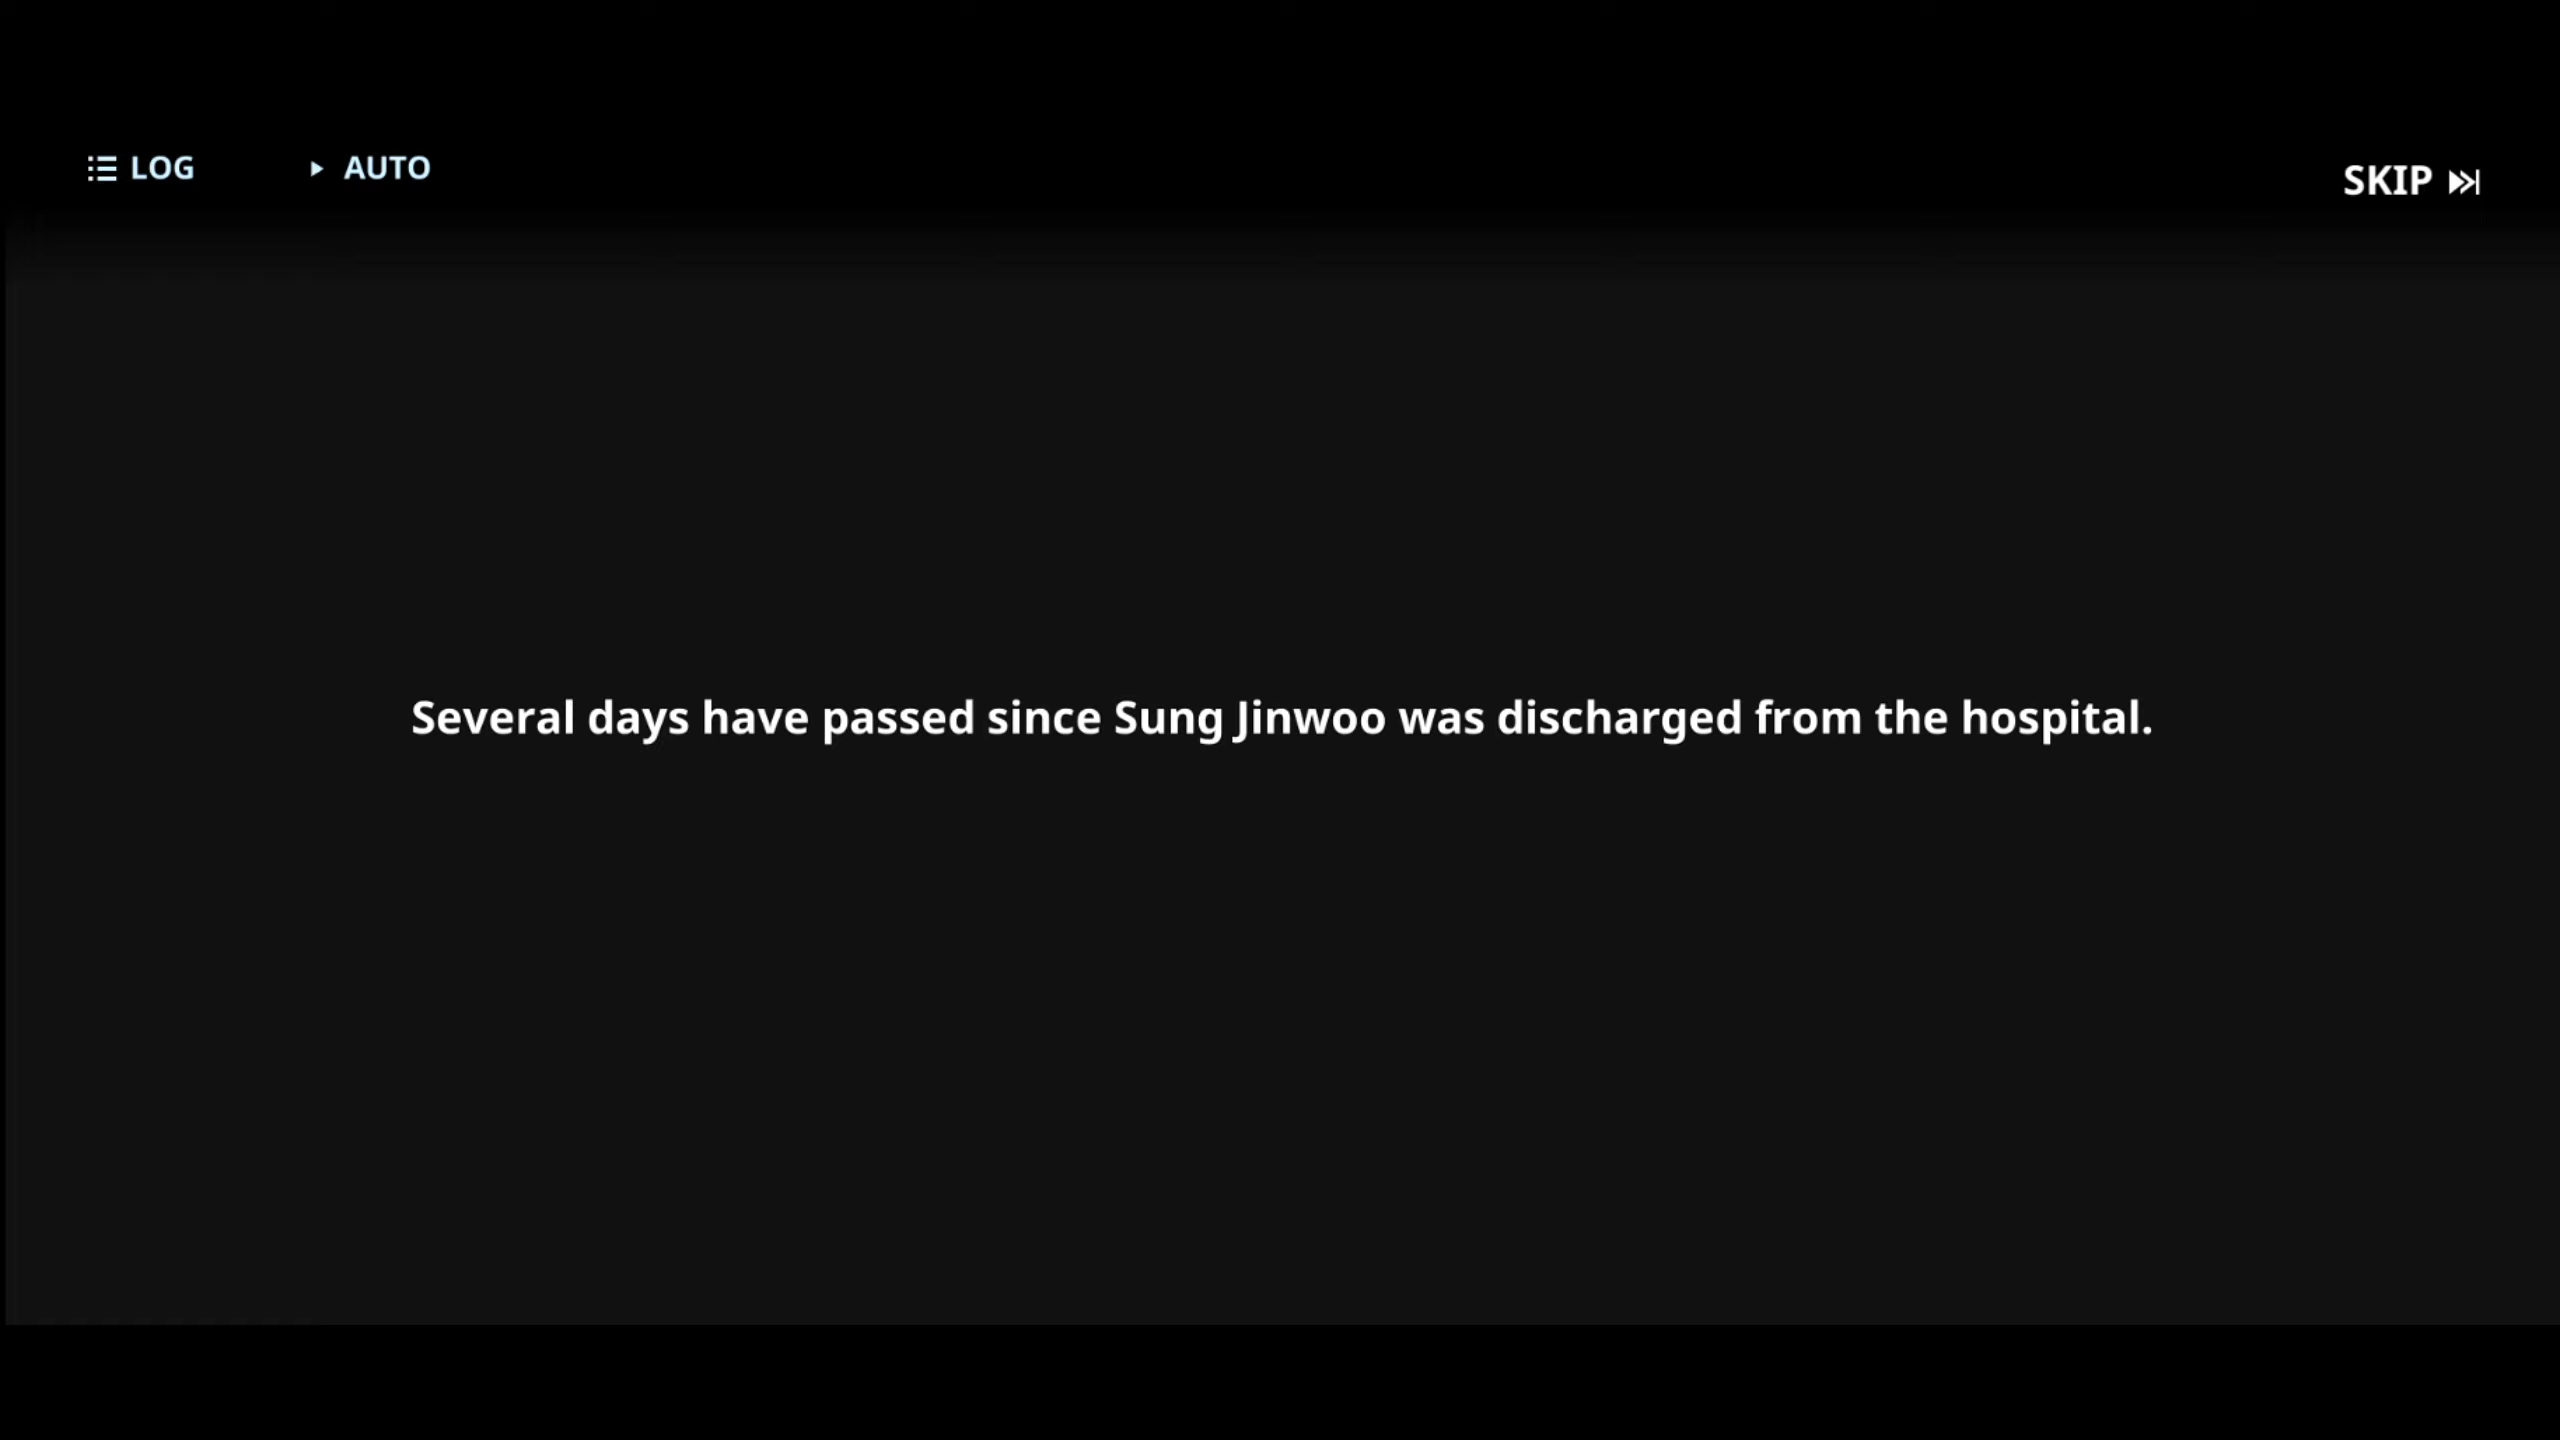 LOG
AUTO
SKIP
Several days have passed since Sung Jinwoo was discharged from the hospital.